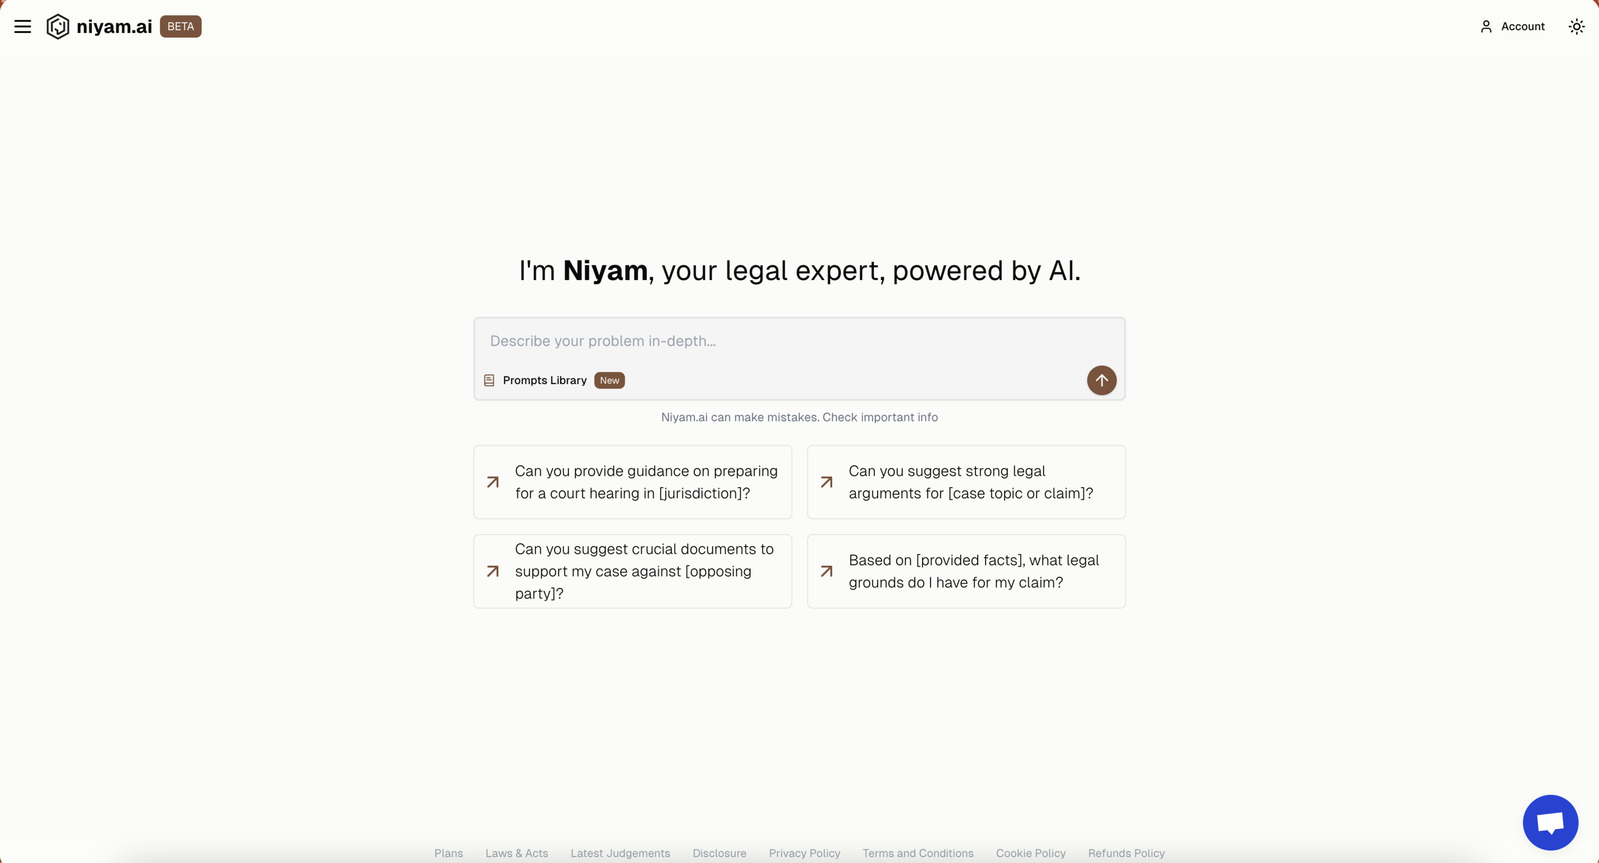 niyam.ai BETA
Account
I'm Niyam, your legal expert, powered by AI.
Describe your problem in-depth...
Prompts Library New
Niyam.ai can make mistakes. Check important info
Can you provide guidance on preparing
for a court hearing in [jurisdiction]?
Can you suggest strong legal
arguments for [case topic or claim]?
Can you suggest crucial documents to
support my case against [opposing
party]?
Based on [provided facts], what legal
grounds do I have for my claim?
Plans Laws & Acts Latest Judgements Disclosure Privacy Policy Terms and Conditions Cookie Policy Refunds Policy